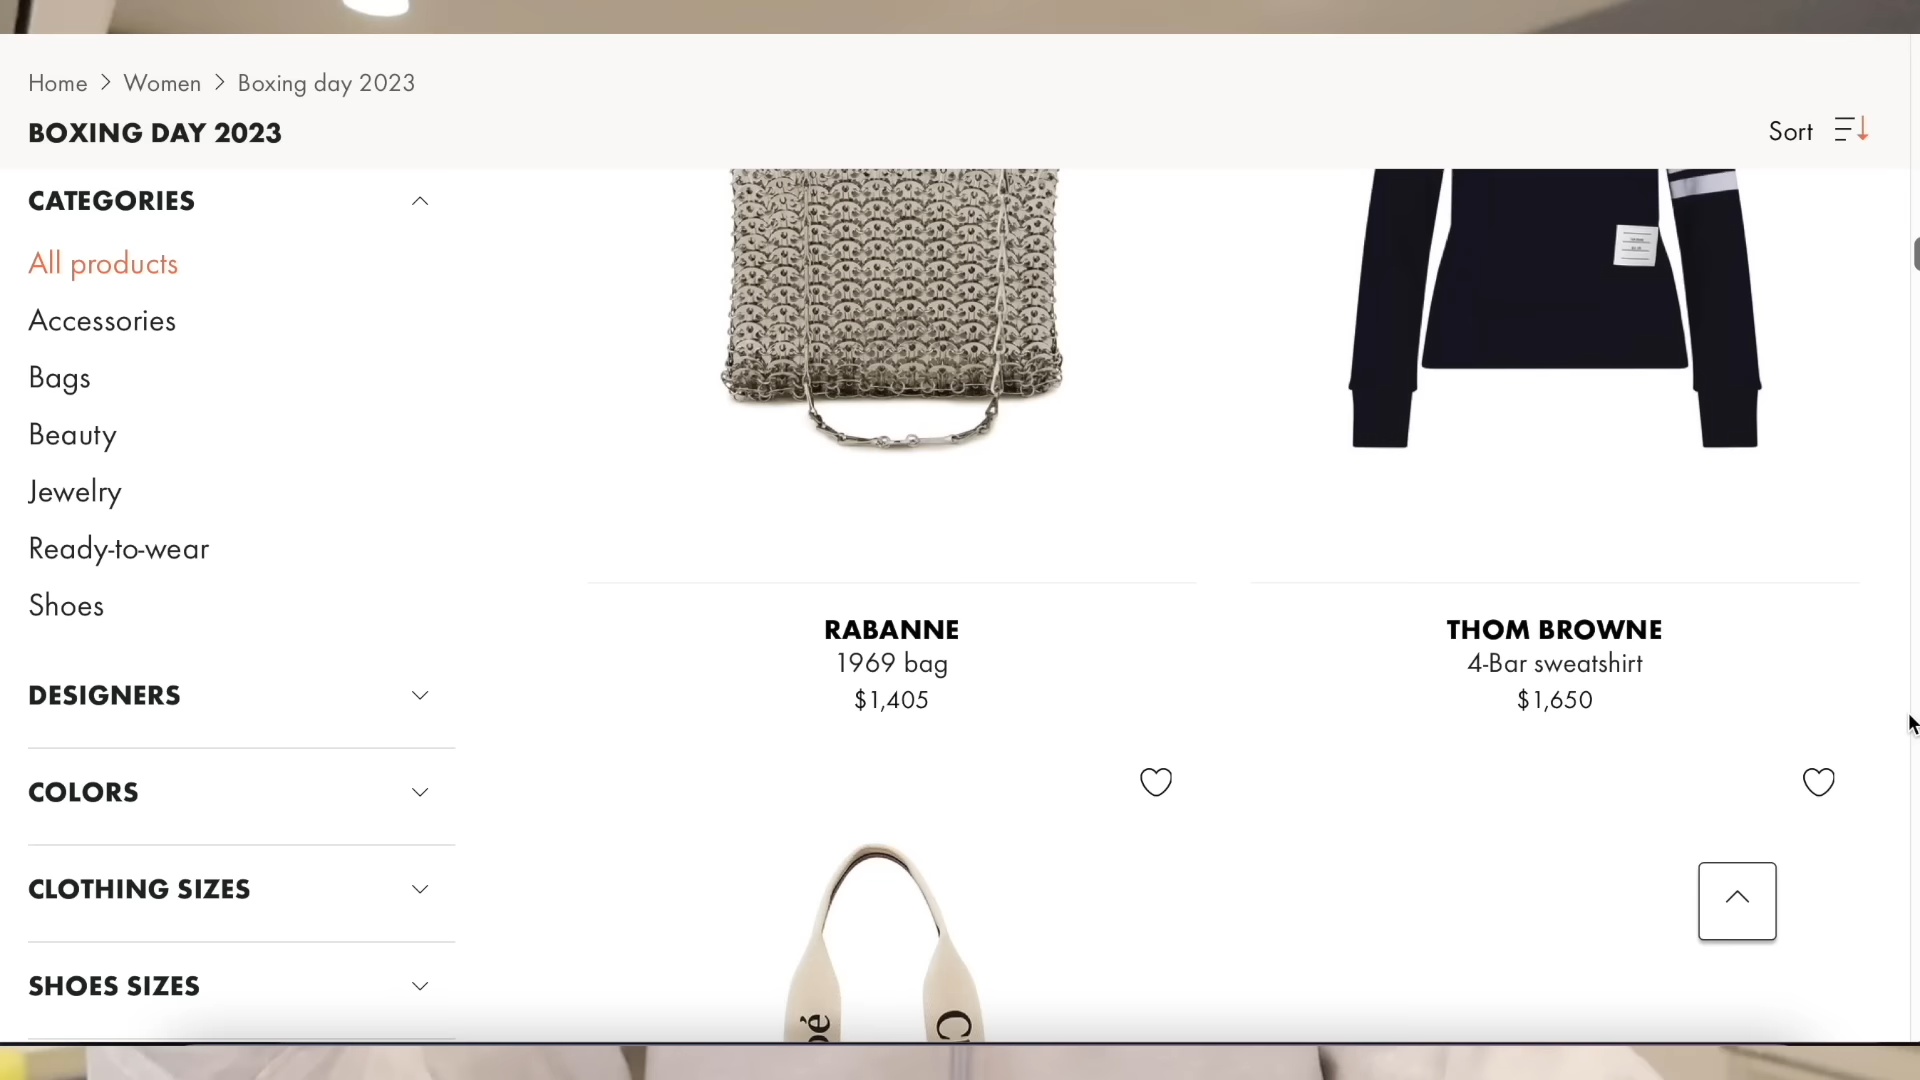 Home > Women > Boxing day 2023
BOXING DAY 2023
Sort
CATEGORIES
All products
Accessories
Bags
Beauty
Jewelry
Ready-to-wear
Shoes
DESIGNERS
COLORS
CLOTHING SIZES
SHOES SIZES
RABANNE
1969 bag
$1,405
THOM BROWNE
4-Bar sweatshirt
$1,650